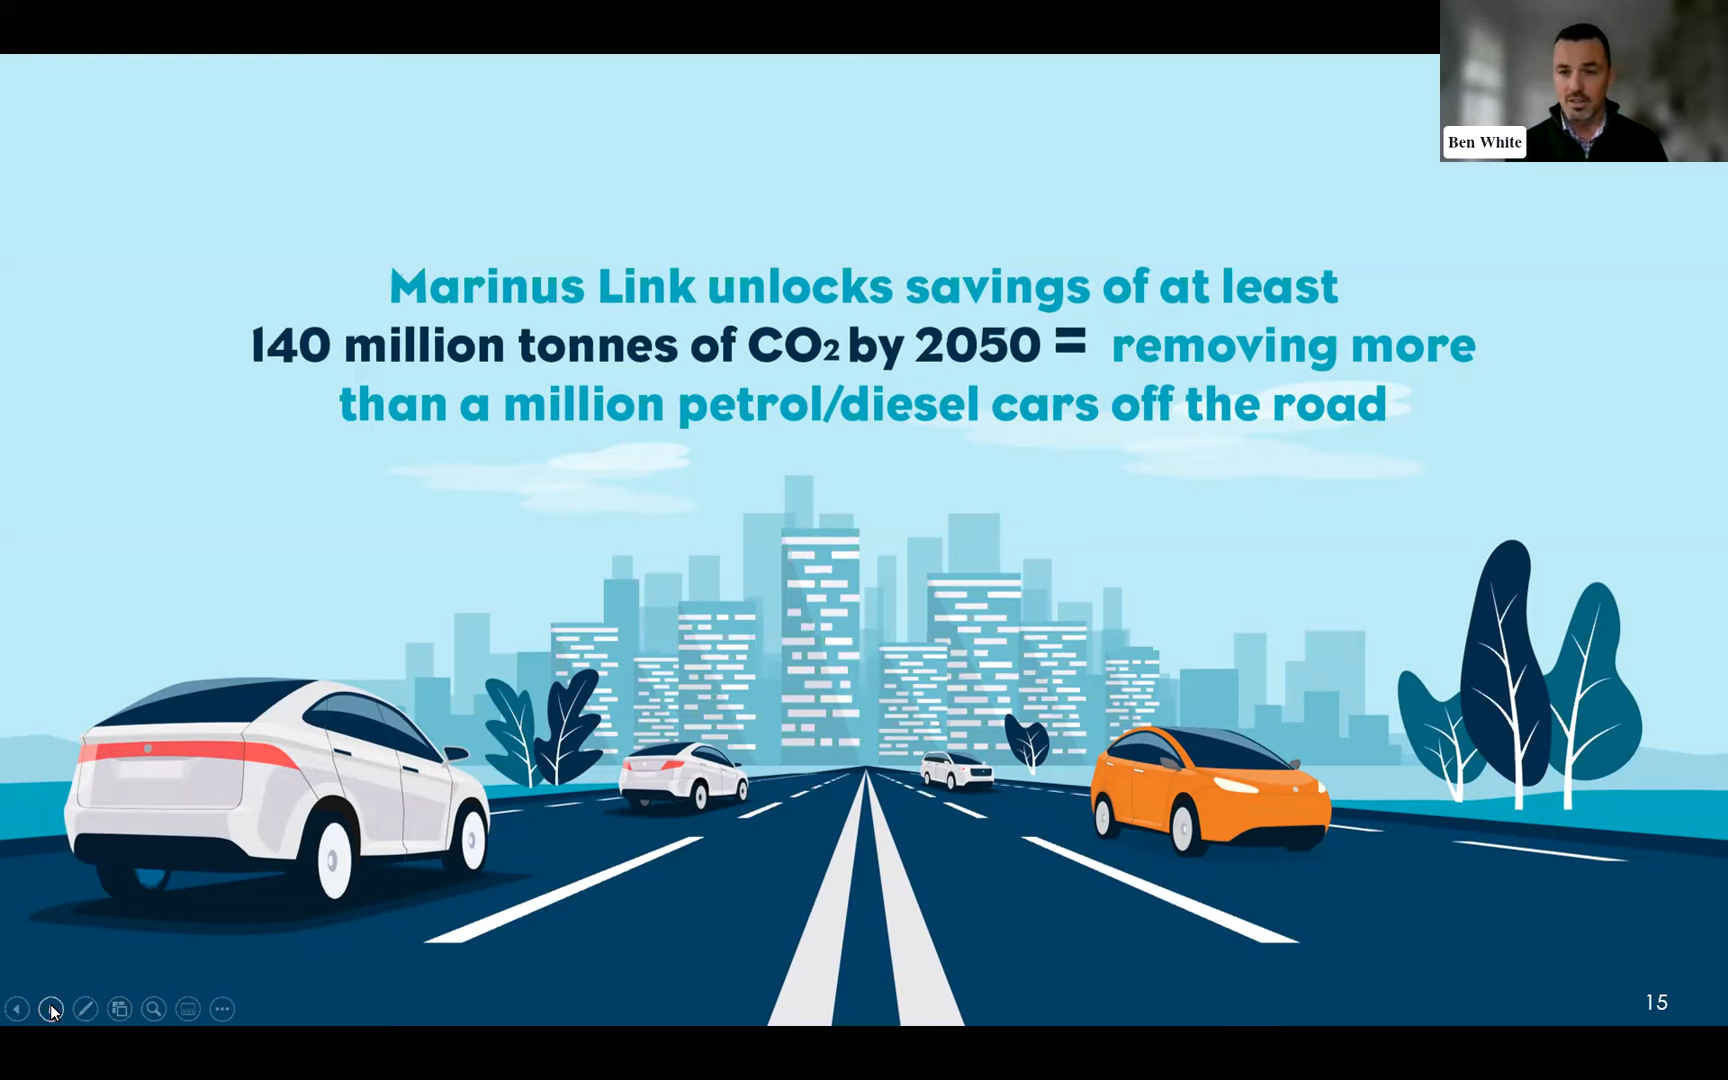 Ben White
Marinus Link unlocks savings of at least
140 million tonnes of CO₂ by 2050 = removing more
than a million petrol/diesel cars off the road
15